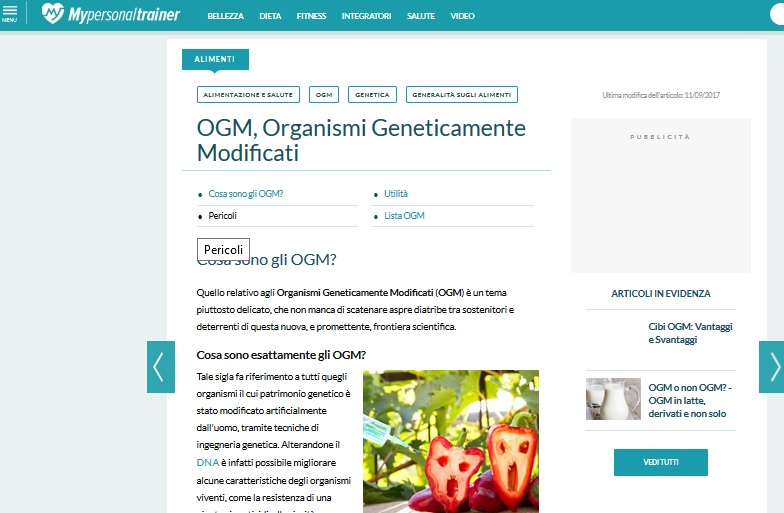 MENU
Mypersonaltrainer
BELLEZZA
DIETA
FITNESS
INTEGRATORI
SALUTE
VIDEO
ALIMENTI
ALIMENTAZIONE E SALUTE
OGM
GENETICA
GENERALITÀ SUGLI ALIMENTI
OGM, Organismi Geneticamente
Modificati
Cosa sono gli OGM?
Utilità
Pericoli
Lista OGM
Pericoli
Cosa sono gli OGM?
Quello relativo agli Organismi Geneticamente Modificati (OGM) è un tema
piuttosto delicato, che non manca di scatenare aspre diatribe tra sostenitori e
deterrenti di questa nuova, e promettente, frontiera scientifica.
Cosa sono esattamente gli OGM?
Tale sigla fa riferimento a tutti quegli
organismi il cui patrimonio genetico è
stato modificato artificialmente
dall'uomo, tramite tecniche di
ingegneria genetica. Alterandone il
DNA è infatti possibile migliorare
alcune caratteristiche degli organismi
viventi, come la resistenza di una
Ultima modifica dell'articolo: 11/09/2017
PUBBLICITÀ
ARTICOLI IN EVIDENZA
Cibi OGM: Vantaggi
e Svantaggi
OGM o non OGM? -
OGM in latte,
derivati e non solo
VEDI TUTTI